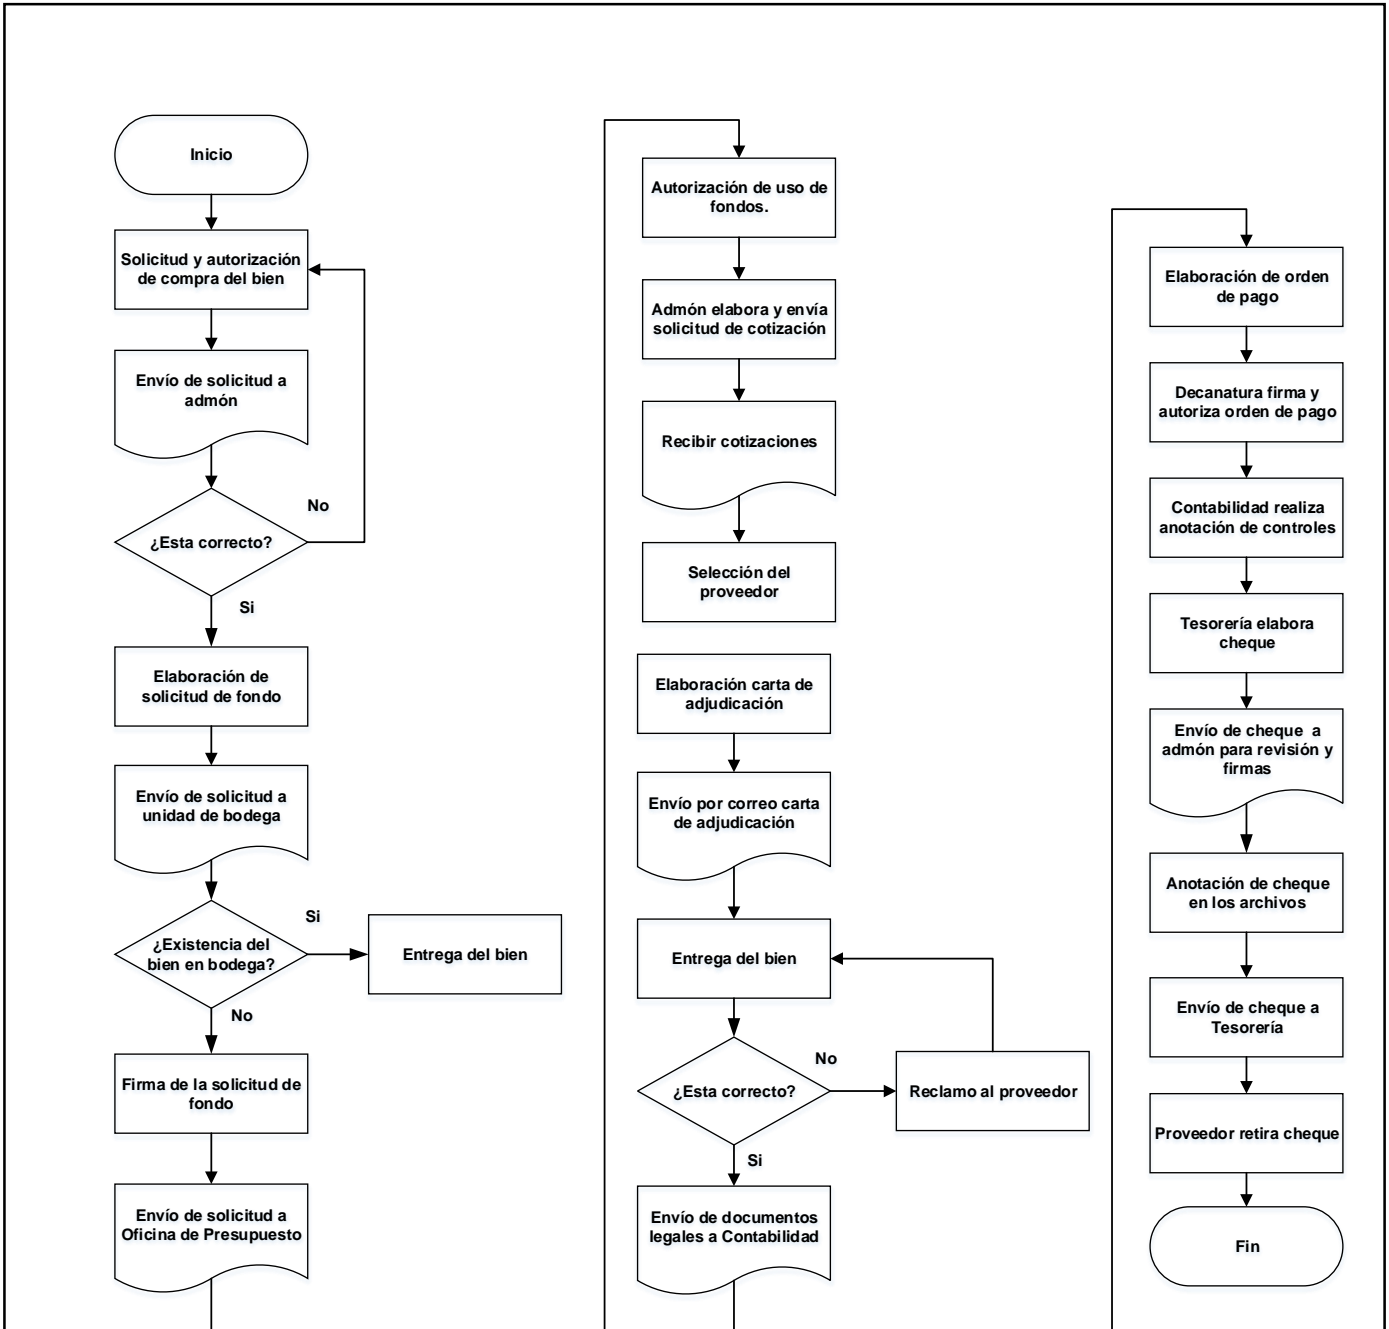 Inicio
Solicitud y autorización
de compra del bien
Envío de solicitud a
admón
No
¿Esta correcto?
Si
Elaboración de
solicitud de fondo
Envío de solicitud a
unidad de bodega
Si
¿Existencia del
bien en bodega?
Entrega del bien
No
Firma de la solicitud de
fondo
Envío de solicitud a
Oficina de Presupuesto
Autorización de uso de
fondos.
Admón elabora y envía
solicitud de cotización
Recibir cotizaciones
Selección del
proveedor
Elaboración carta de
adjudicación
Envío por correo carta
de adjudicación
Entrega del bien
No
¿Esta correcto?
Reclamo al proveedor
Si
Envío de documentos
legales a Contabilidad
Elaboración de orden
de pago
Decanatura firma y
autoriza orden de pago
Contabilidad realiza
anotación de controles
Tesorería elabora
cheque
Envío de cheque a
admón para revisión y
firmas
Anotación de cheque
en los archivos
Envío de cheque a
Tesorería
Proveedor retira cheque
Fin